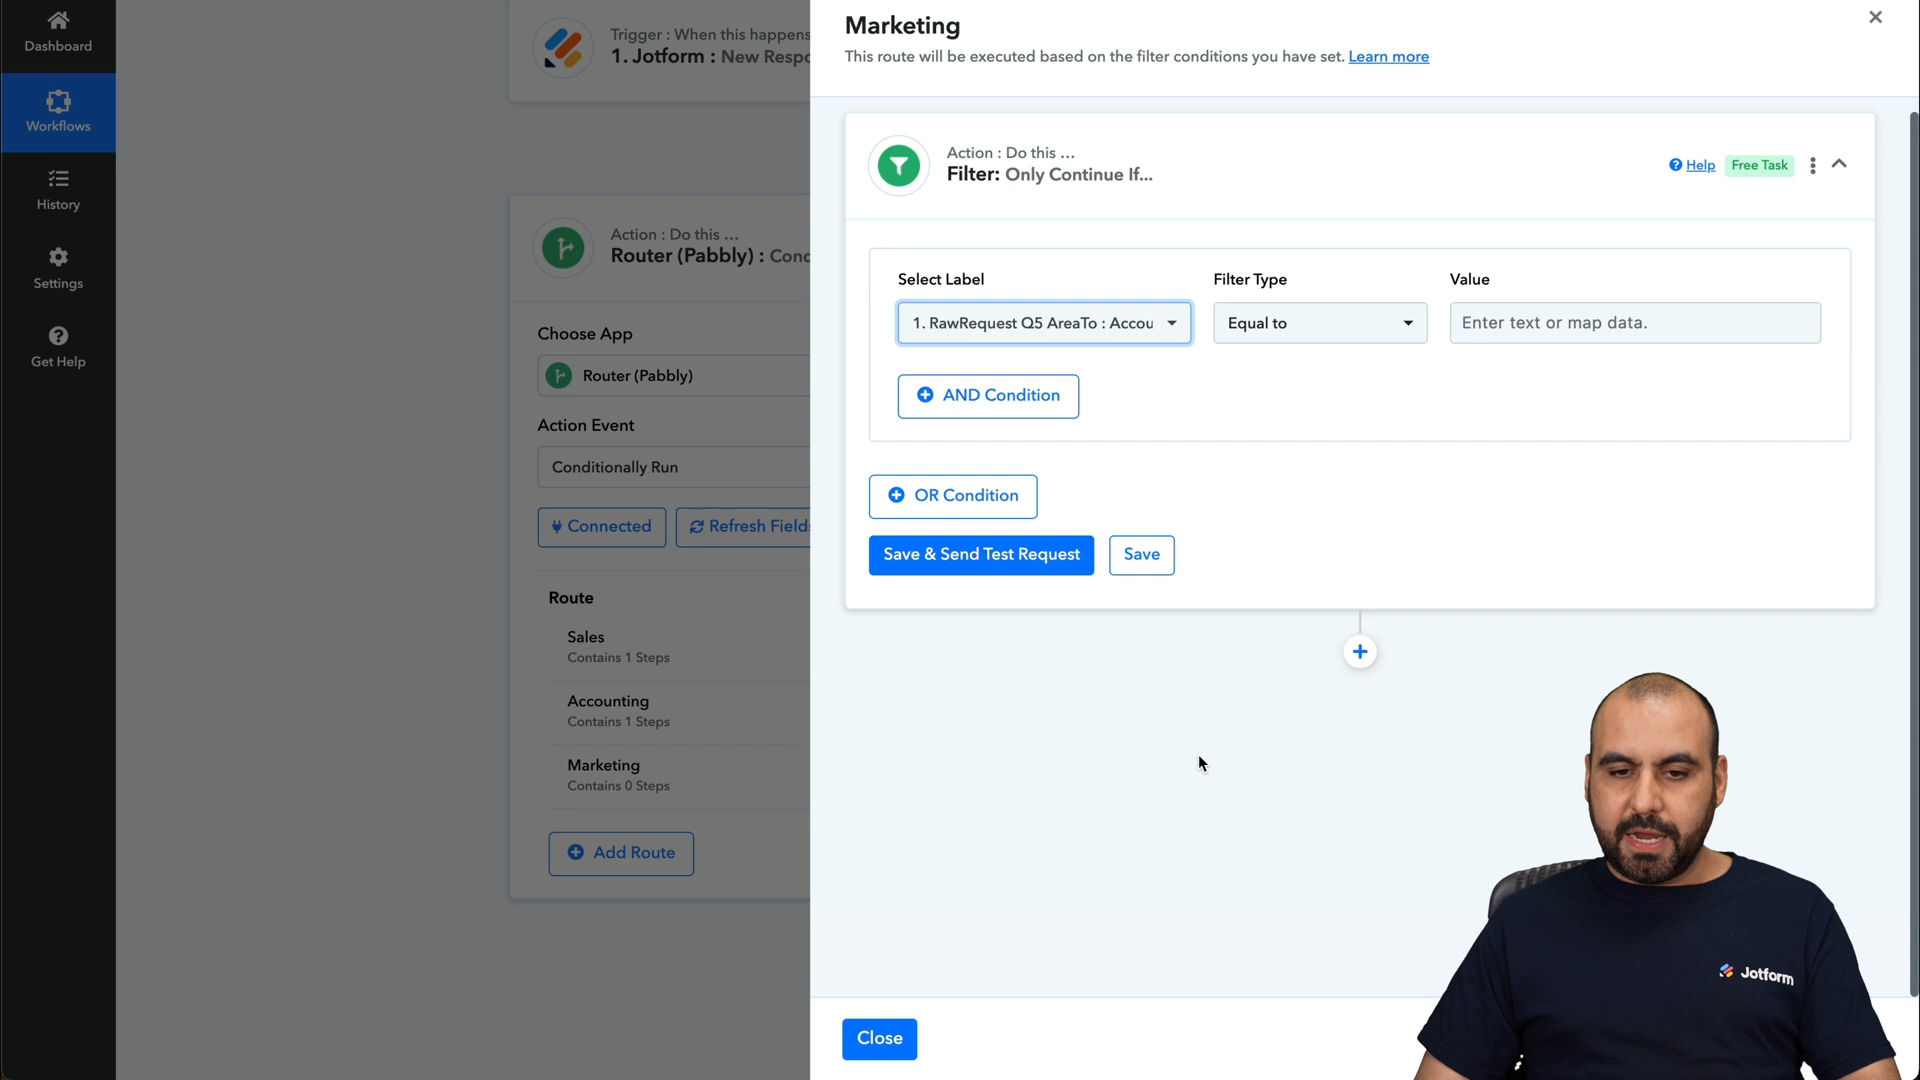 Dashboard
Workflows
History
Settings
Get Help
Trigger : When this happens
1. Jotform : New Respo
Action : Do this ...
Router (Pabbly) : Conc
Choose App
Router (Pabbly)
Action Event
Conditionally Run
Connected
Refresh Fields
Route
Sales
Contains 1 Steps
Accounting
Contains 1 Steps
Marketing
Contains 0 Steps
Add Route
Marketing
This route will be executed based on the filter conditions you have set. Learn more
Action : Do this ...
Filter: Only Continue If...
Help
Free Task
Select Label
Filter Type
Value
1. RawRequest Q5 AreaTo : Accou
Equal to
Enter text or map data.
AND Condition
OR Condition
Save & Send Test Request
Save
Close
Jotform